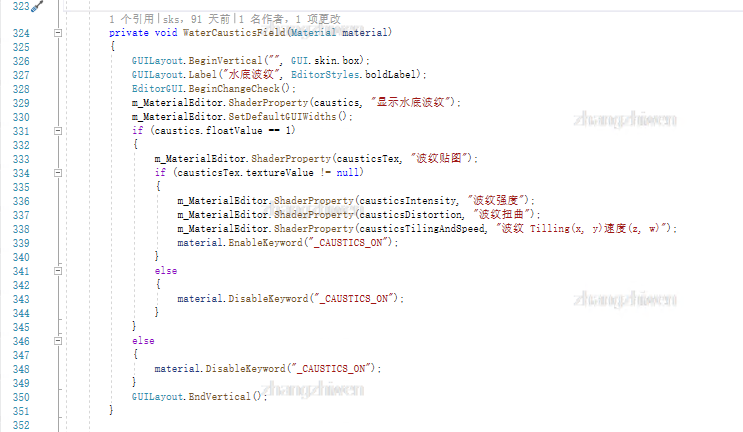 323
1 个引用|sks，91 天前|1 名作者，1 项更改
324 private void WaterCausticsField(Material material)
325 {
326 GUILayout.BeginVertical("", GUI.skin.box);
327 GUILayout.Label("水底波纹", EditorStyles.boldLabel);
328 EditorGUI.BeginChangeCheck();
329 m_MaterialEditor.ShaderProperty(caustics, "显示水底波纹");
330 m_MaterialEditor.SetDefaultGUIWidths();
331 if (caustics.floatValue == 1)
332 {
333 m_MaterialEditor.ShaderProperty(causticsTex, "波纹贴图");
334 if (causticsTex.textureValue != null)
335 {
336 m_MaterialEditor.ShaderProperty(causticsIntensity, "波纹强度");
337 m_MaterialEditor.ShaderProperty(causticsDistortion, "波纹扭曲");
338 m_MaterialEditor.ShaderProperty(causticsTilingAndSpeed, "波纹 Tilling(x, y)速度(z, w)");
339 material.EnableKeyword("_CAUSTICS_ON");
340 }
341 else
342 {
343 material.DisableKeyword("_CAUSTICS_ON");
344 }
345 }
346 else
347 {
348 material.DisableKeyword("_CAUSTICS_ON");
349 }
350 GUILayout.EndVertical();
351 }
352
zhangzhiwen
zhangzhiwen
zhangzhiwen
zhangzhiwen
zhangzhiwen